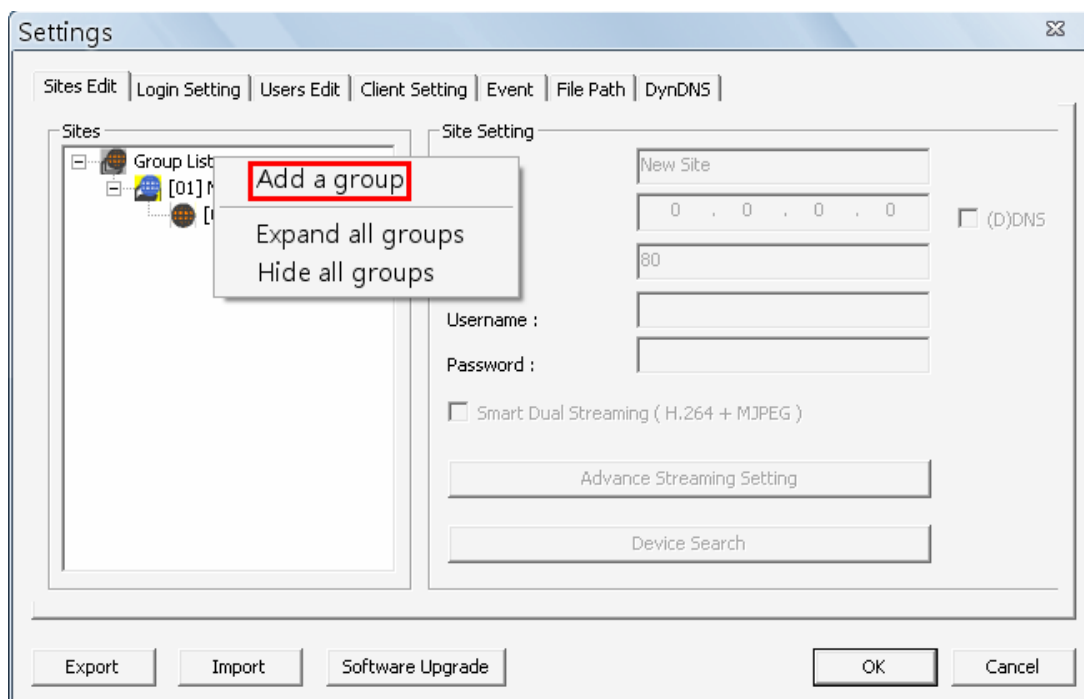 Settings
Sites Edit Login Setting Users Edit Client Setting Event File Path DynDNS
Sites
Group List
[01]
Add a group
Expand all groups
Hide all groups
Site Setting
New Site
0 . 0 . 0 . 0
(D)DNS
80
Username :
Password :
Smart Dual Streaming ( H.264 + MJPEG )
Advance Streaming Setting
Device Search
Export Import Software Upgrade OK Cancel